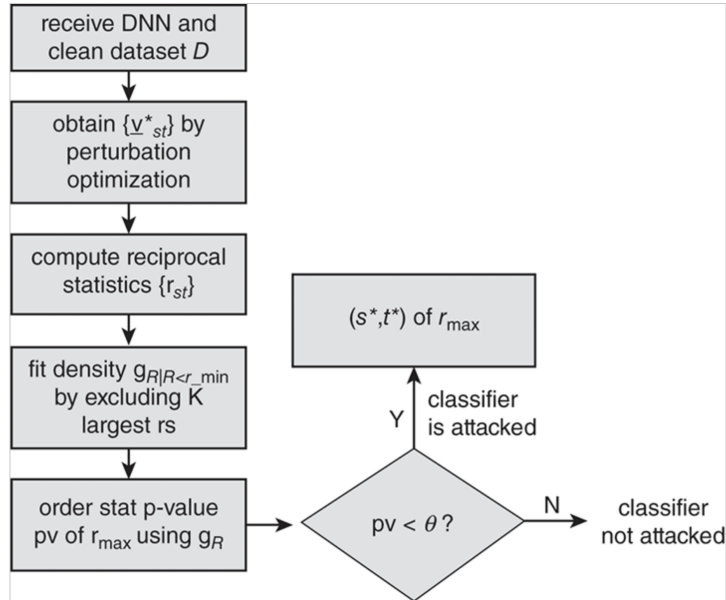 receive DNN and
clean dataset D
obtain {v*st} by
perturbation
optimization
compute reciprocal
statistics {rst}
fit density gR|R<r_min
by excluding K
largest rs
order stat p-value
pv of rmax using gR
pv < θ ?
Y
classifier
is attacked
(s*,t*) of rmax
N
classifier
not attacked